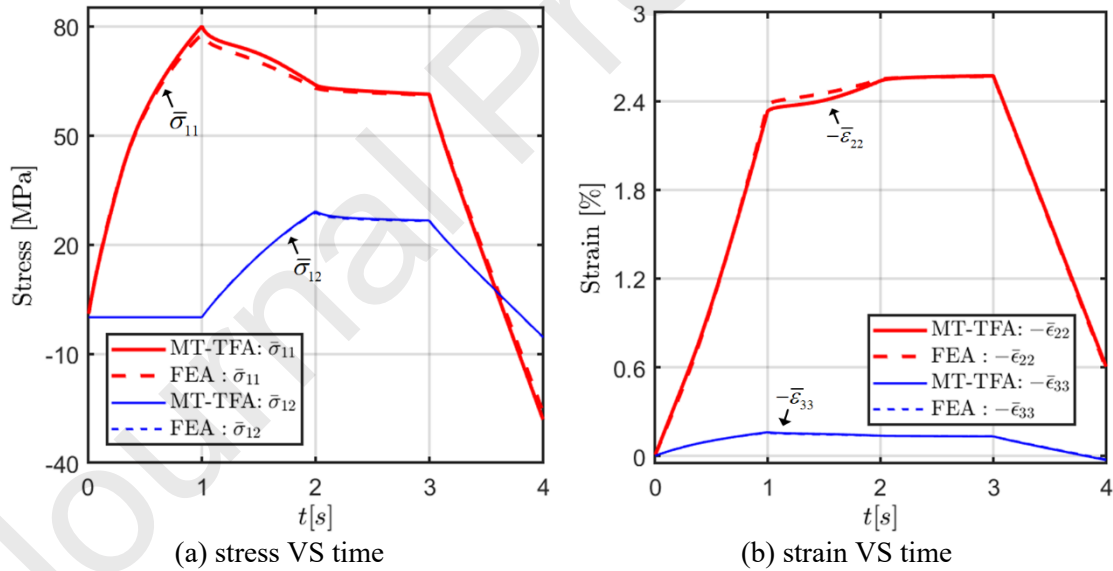 80
50
20
-10
-40
Stress [MPa]
σ̄₁₁
σ̄₁₂
MT-TFA: σ̄₁₁
FEA : σ̄₁₁
MT-TFA: σ̄₁₂
FEA : σ̄₁₂
0 1 2 3 4
t[s]
(a) stress VS time
3
2.4
1.8
1.2
0.6
0
Strain [%]
−ε̄₂₂
−ε̄₃₃
MT-TFA: −ϵ̄₂₂
FEA : −ϵ̄₂₂
MT-TFA: −ϵ̄₃₃
FEA : −ϵ̄₃₃
0 1 2 3 4
t[s]
(b) strain VS time
Journal Pr